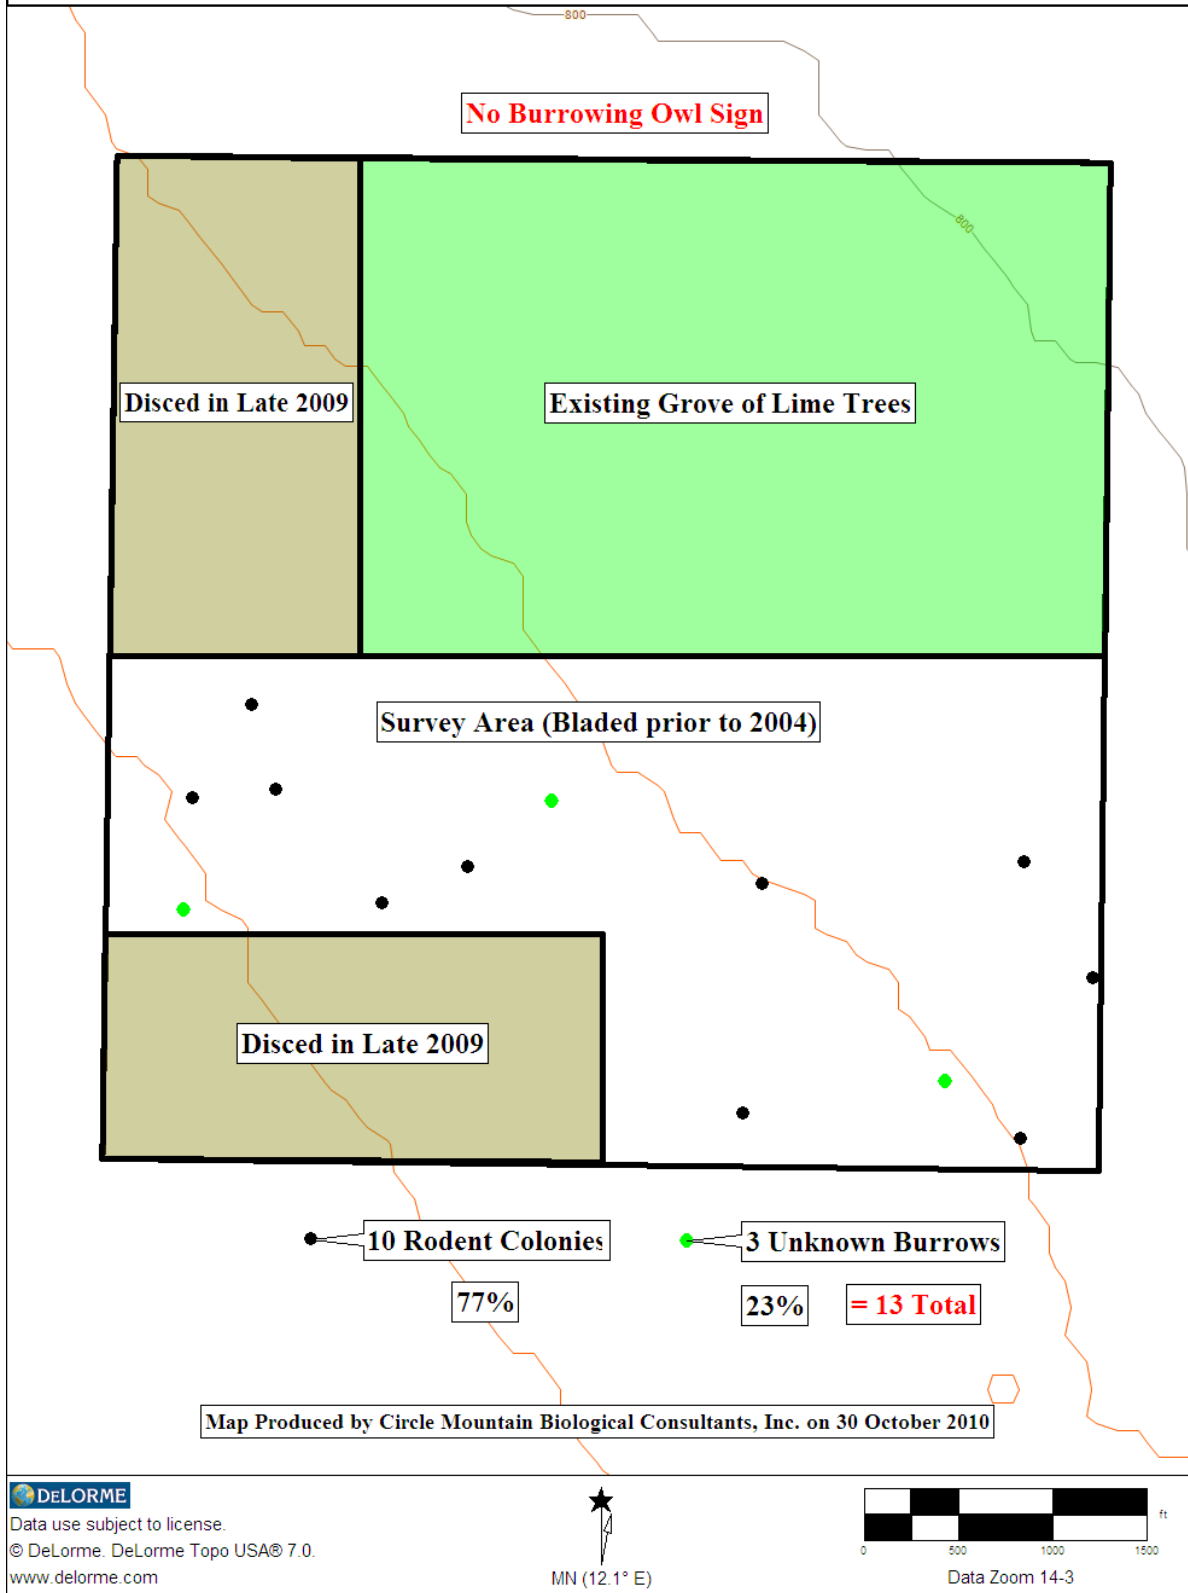 800
No Burrowing Owl Sign
800
Disced in Late 2009
Existing Grove of Lime Trees
Survey Area (Bladed prior to 2004)
Disced in Late 2009
10 Rodent Colonies
3 Unknown Burrows
77%
23%
= 13 Total
Map Produced by Circle Mountain Biological Consultants, Inc. on 30 October 2010
DELORME
Data use subject to license.
© DeLorme. DeLorme Topo USA® 7.0.
www.delorme.com
MN (12.1° E)
ft
0 500 1000 1500
Data Zoom 14-3